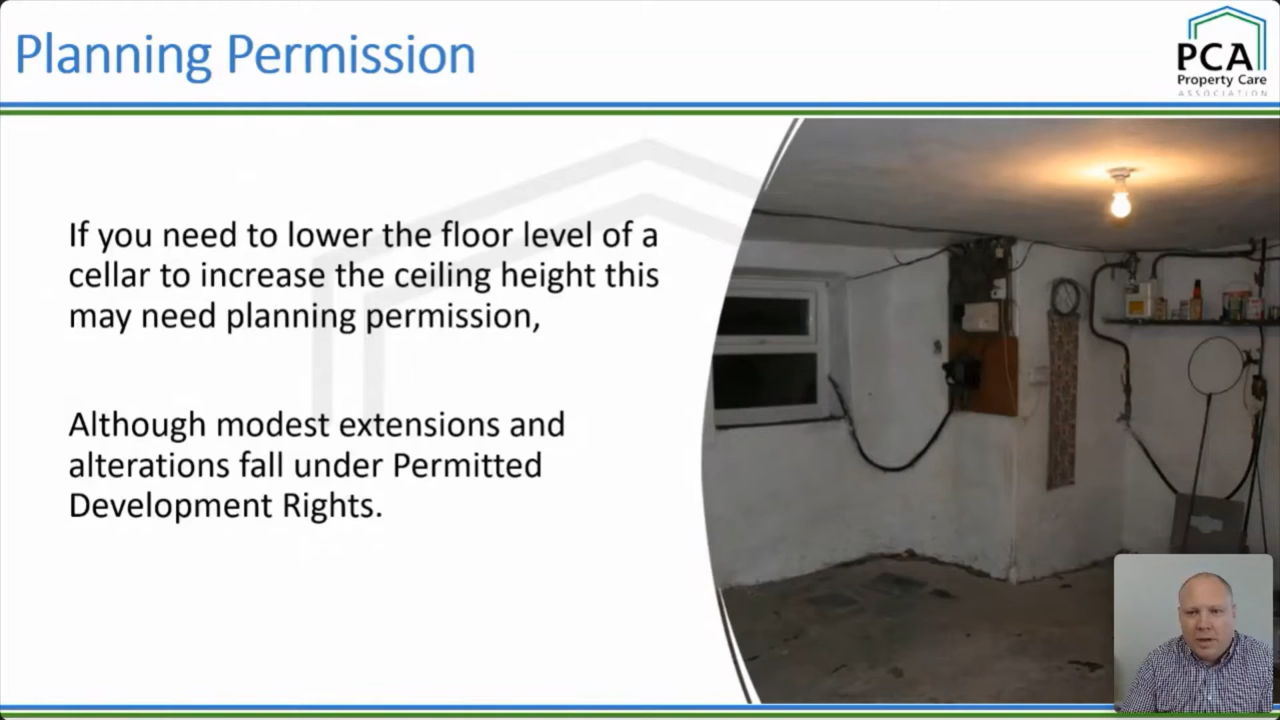 Planning Permission
PCA
Property Care
ASSOCIATION
If you need to lower the floor level of a
cellar to increase the ceiling height this
may need planning permission,
Although modest extensions and
alterations fall under Permitted
Development Rights.